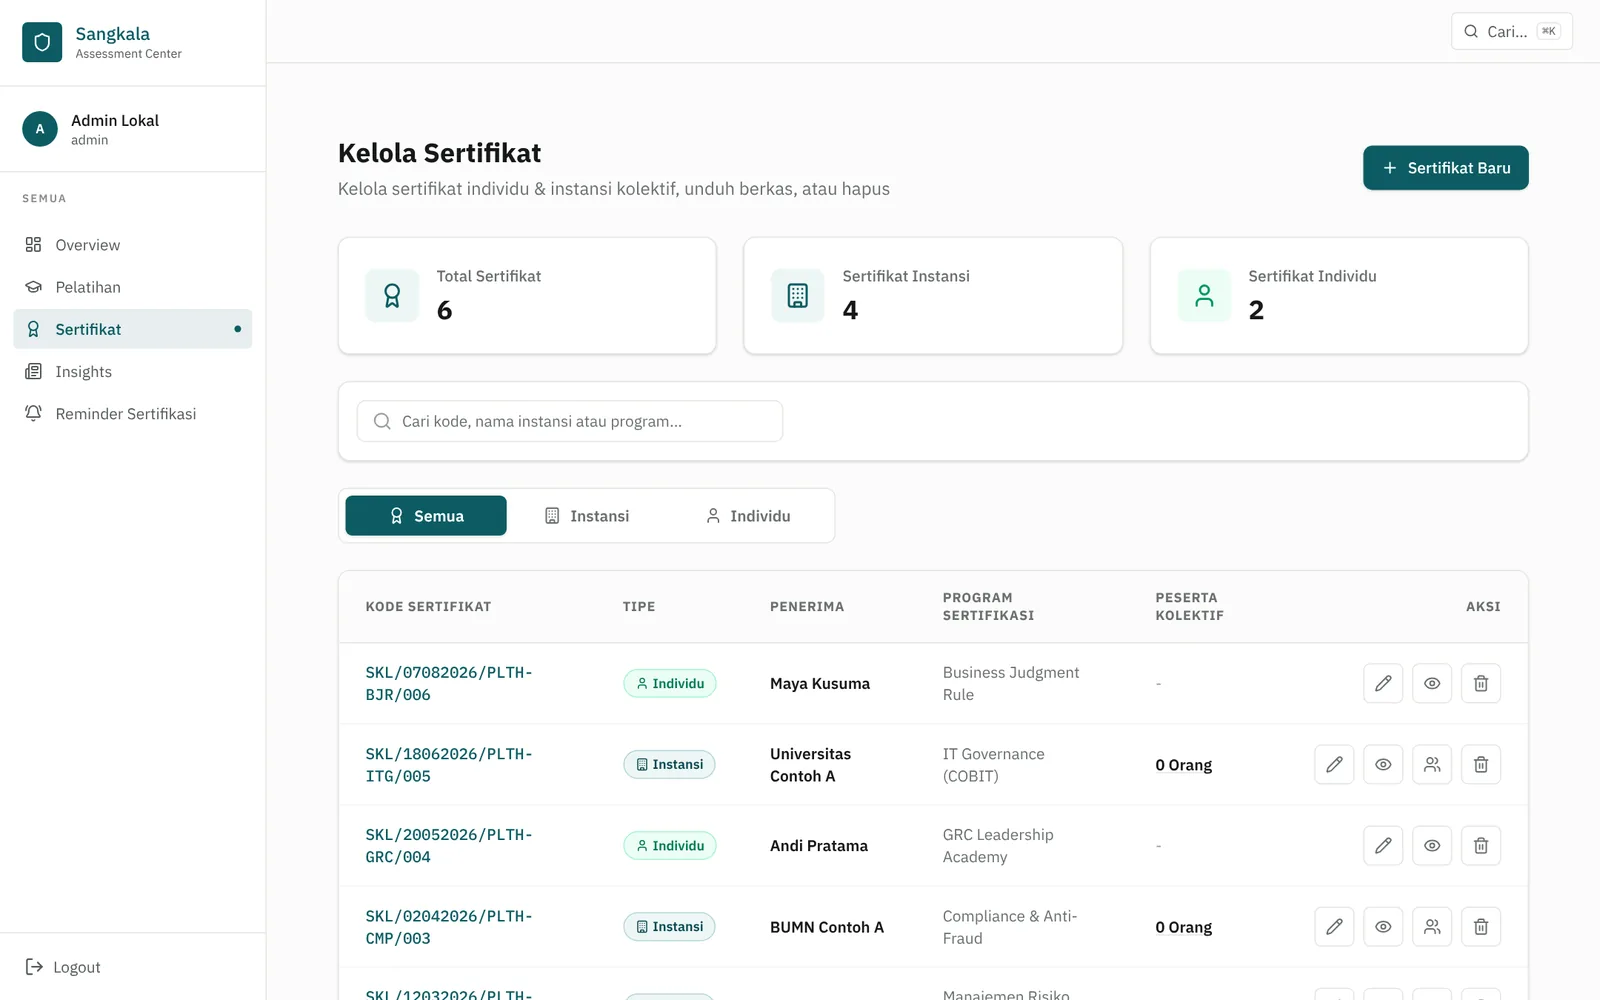 Sangkala
Assessment Center
Cari...
⌘K
A
Admin Lokal
admin
SEMUA
Overview
Pelatihan
Sertifikat
Insights
Reminder Sertifikasi
Logout
Kelola Sertifikat
Kelola sertifikat individu & instansi kolektif, unduh berkas, atau hapus
Sertifikat Baru
Total Sertifikat
6
Sertifikat Instansi
4
Sertifikat Individu
2
Cari kode, nama instansi atau program...
Semua
Instansi
Individu
KODE SERTIFIKAT
TIPE
PENERIMA
PROGRAM
SERTIFIKASI
PESERTA
KOLEKTIF
AKSI
SKL/07082026/PLTH-
BJR/006
Individu
Maya Kusuma
Business Judgment
Rule
-
SKL/18062026/PLTH-
ITG/005
Instansi
Universitas
Contoh A
IT Governance
(COBIT)
0 Orang
SKL/20052026/PLTH-
GRC/004
Individu
Andi Pratama
GRC Leadership
Academy
-
SKL/02042026/PLTH-
CMP/003
Instansi
BUMN Contoh A
Compliance & Anti-
Fraud
0 Orang
SKL/12032026/PLTH-
Manajemen Risiko